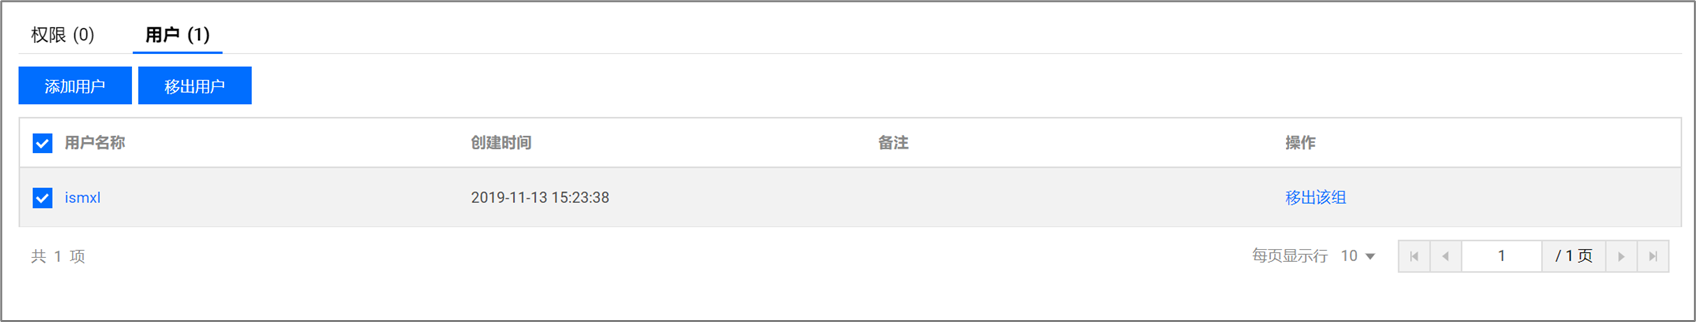 权限 (0) 用户 (1)
添加用户 移出用户
用户名称 创建时间 备注 操作
ismxl 2019-11-13 15:23:38 移出该组
共 1 项 每页显示行 10 1 / 1 页